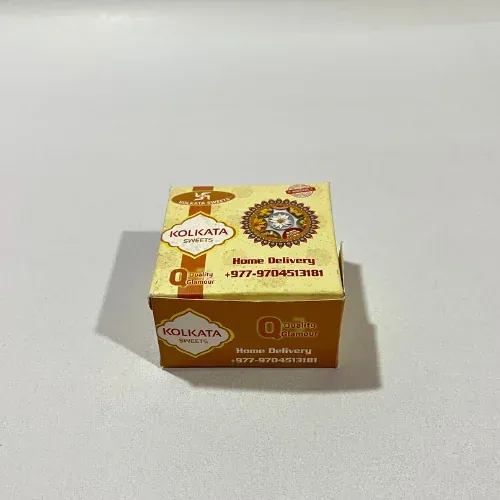 KOLKATA SWEETS
KOLKATA
SWEETS
Q Quality
Glamour
Home Delivery
+977-9704513181
KOLKATA
SWEETS
Q Quality
Glamour
Home Delivery
+977-9704513181